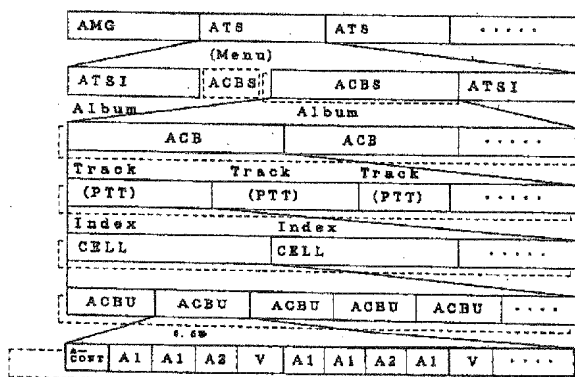 AMG ATS ATS .....
(Menu)
ATSI ACBS ACBS ATSI
Album Album
ACB ACB .....
Track Track Track
(PTT) (PTT) (PTT) .....
Index Index
CELL CELL .....
ACBU ACBU ACBU ACBU ACBU ....
A-CONT A1 A1 A2 V A1 A1 A2 A1 V ....